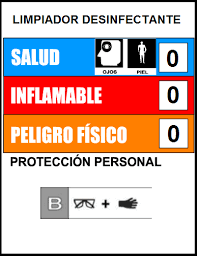 LIMPIADOR DESINFECTANTE
SALUD 0
OJOS PIEL
INFLAMABLE 0
PELIGRO FÍSICO 0
PROTECCIÓN PERSONAL
B +